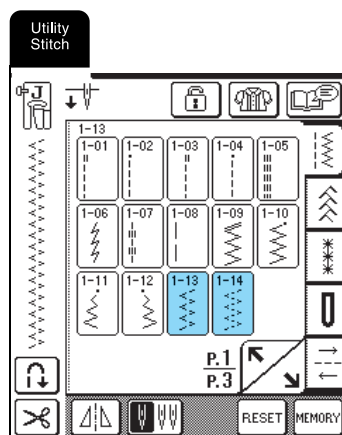 Utility
Stitch
J
1-13
1-01 1-02 1-03 1-04 1-05
1-06 1-07 1-08 1-09 1-10
1-11 1-12 1-13 1-14
P.1
P.3
RESET MEMORY